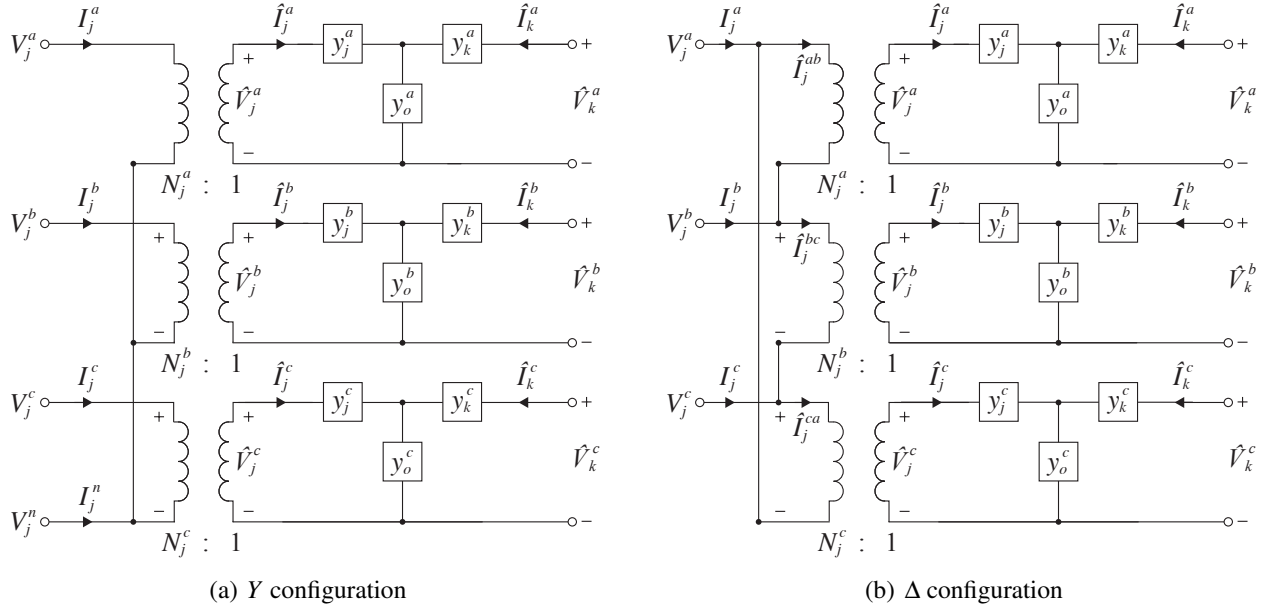 I_j^a Î_j^a Î_k^a
V_j^a y_j^a y_k^a +
+ V̂_j^a y_o^a V̂_k^a
− −
N_j^a : 1
I_j^b Î_j^b Î_k^b
V_j^b y_j^b y_k^b +
+ + V̂_j^b y_o^b V̂_k^b
− − −
N_j^b : 1
I_j^c Î_j^c Î_k^c
V_j^c y_j^c y_k^c +
+ + V̂_j^c y_o^c V̂_k^c
I_j^n
V_j^n − − −
N_j^c : 1
(a) Y configuration
I_j^a Î_j^a Î_k^a
V_j^a y_j^a y_k^a +
Î_j^{ab} + V̂_j^a y_o^a V̂_k^a
− −
N_j^a : 1
I_j^b Î_j^b Î_k^b
V_j^b y_j^b y_k^b +
+ Î_j^{bc} + V̂_j^b y_o^b V̂_k^b
− − −
N_j^b : 1
I_j^c Î_j^c Î_k^c
V_j^c y_j^c y_k^c +
+ Î_j^{ca} + V̂_j^c y_o^c V̂_k^c
− − −
N_j^c : 1
(b) Δ configuration